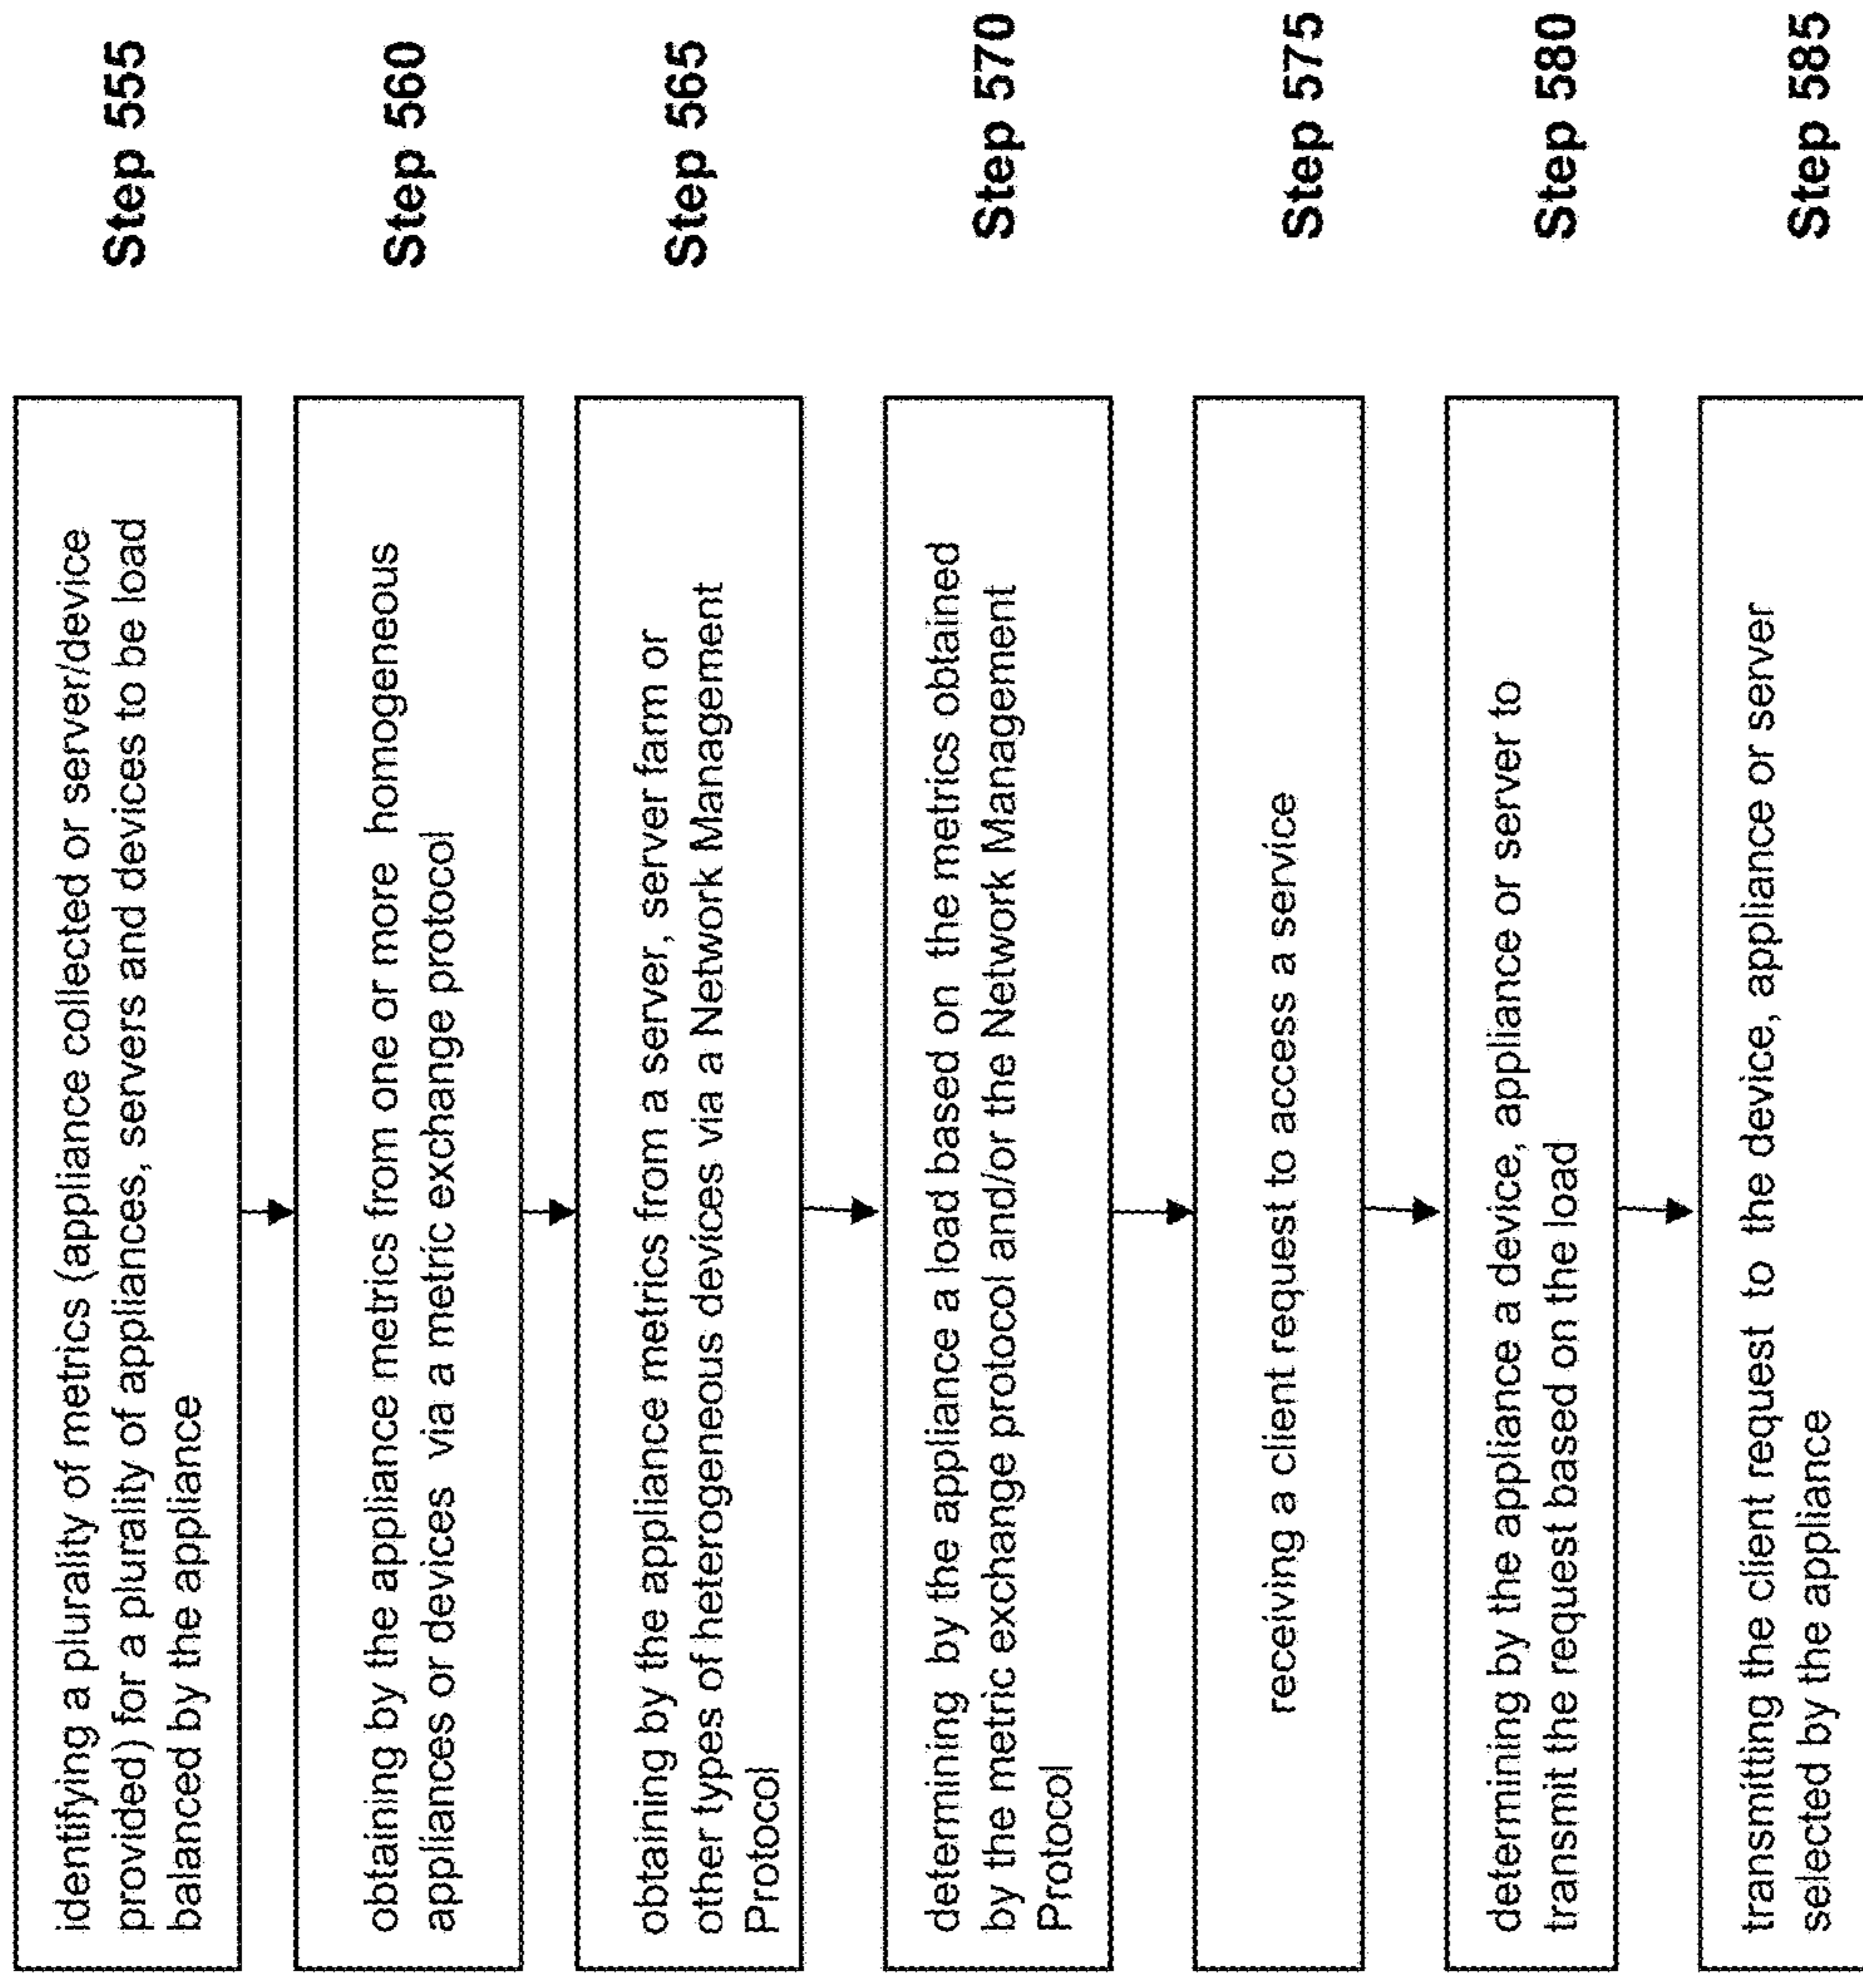 identifying a plurality of metrics (appliance collected or server/device
provided) for a plurality of appliances, servers and devices to be load
balanced by the appliance
Step 555
obtaining by the appliance metrics from one or more homogeneous
appliances or devices via a metric exchange protocol
Step 560
obtaining by the appliance metrics from a server, server farm or
other types of heterogeneous devices via a Network Management
Protocol
Step 565
determining by the appliance a load based on the metrics obtained
by the metric exchange protocol and/or the Network Management
Protocol
Step 570
receiving a client request to access a service
Step 575
determining by the appliance a device, appliance or server to
transmit the request based on the load
Step 580
transmitting the client request to the device, appliance or server
selected by the appliance
Step 585